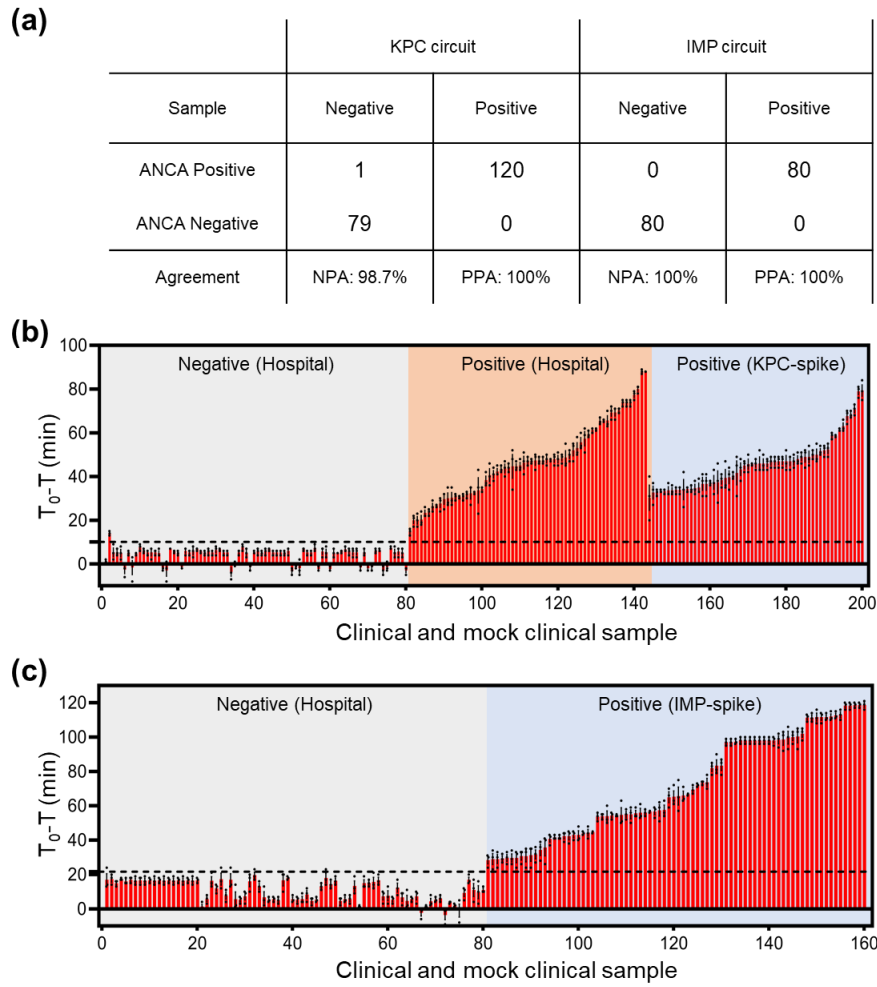 (a)
KPC circuit IMP circuit
Sample Negative Positive Negative Positive
ANCA Positive 1 120 0 80
ANCA Negative 79 0 80 0
Agreement NPA: 98.7% PPA: 100% NPA: 100% PPA: 100%
(b)
Negative (Hospital) Positive (Hospital) Positive (KPC-spike)
100
80
60
40
20
0
T₀-T (min)
0 20 40 60 80 100 120 140 160 180 200
Clinical and mock clinical sample
(c)
Negative (Hospital) Positive (IMP-spike)
120
100
80
60
40
20
0
T₀-T (min)
0 20 40 60 80 100 120 140 160
Clinical and mock clinical sample